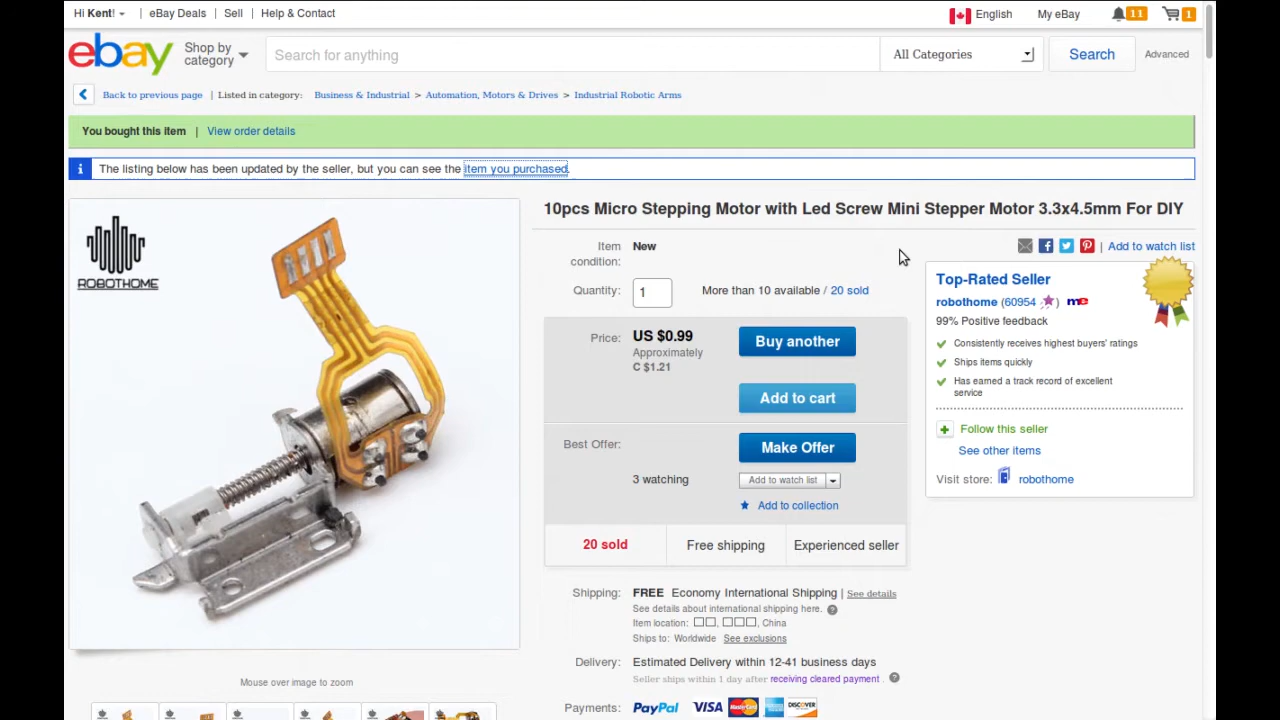 Hi Kent! | eBay Deals | Sell | Help & Contact
English My eBay 11 1
ebay Shop by category Search for anything All Categories Search Advanced
Back to previous page | Listed in category: Business & Industrial > Automation, Motors & Drives > Industrial Robotic Arms
You bought this item | View order details
i The listing below has been updated by the seller, but you can see the item you purchased.
ROBOTHOME
Mouse over image to zoom
10pcs Micro Stepping Motor with Led Screw Mini Stepper Motor 3.3x4.5mm For DIY
Item condition: New
| Add to watch list
Quantity: 1 More than 10 available / 20 sold
Price: US $0.99 Buy another
Approximately
C $1.21
Add to cart
Best Offer: Make Offer
3 watching Add to watch list
Add to collection
20 sold Free shipping Experienced seller
Top-Rated Seller
robothome (60954 ) me
99% Positive feedback
Consistently receives highest buyers' ratings
Ships items quickly
Has earned a track record of excellent
service
+ Follow this seller
See other items
Visit store: robothome
Shipping: FREE Economy International Shipping | See details
See details about international shipping here. ?
Item location: □□, □□□, China
Ships to: Worldwide See exclusions
Delivery: Estimated Delivery within 12-41 business days
Seller ships within 1 day after receiving cleared payment . ?
Payments: PayPal VISA MasterCard AMEX DISCOVER